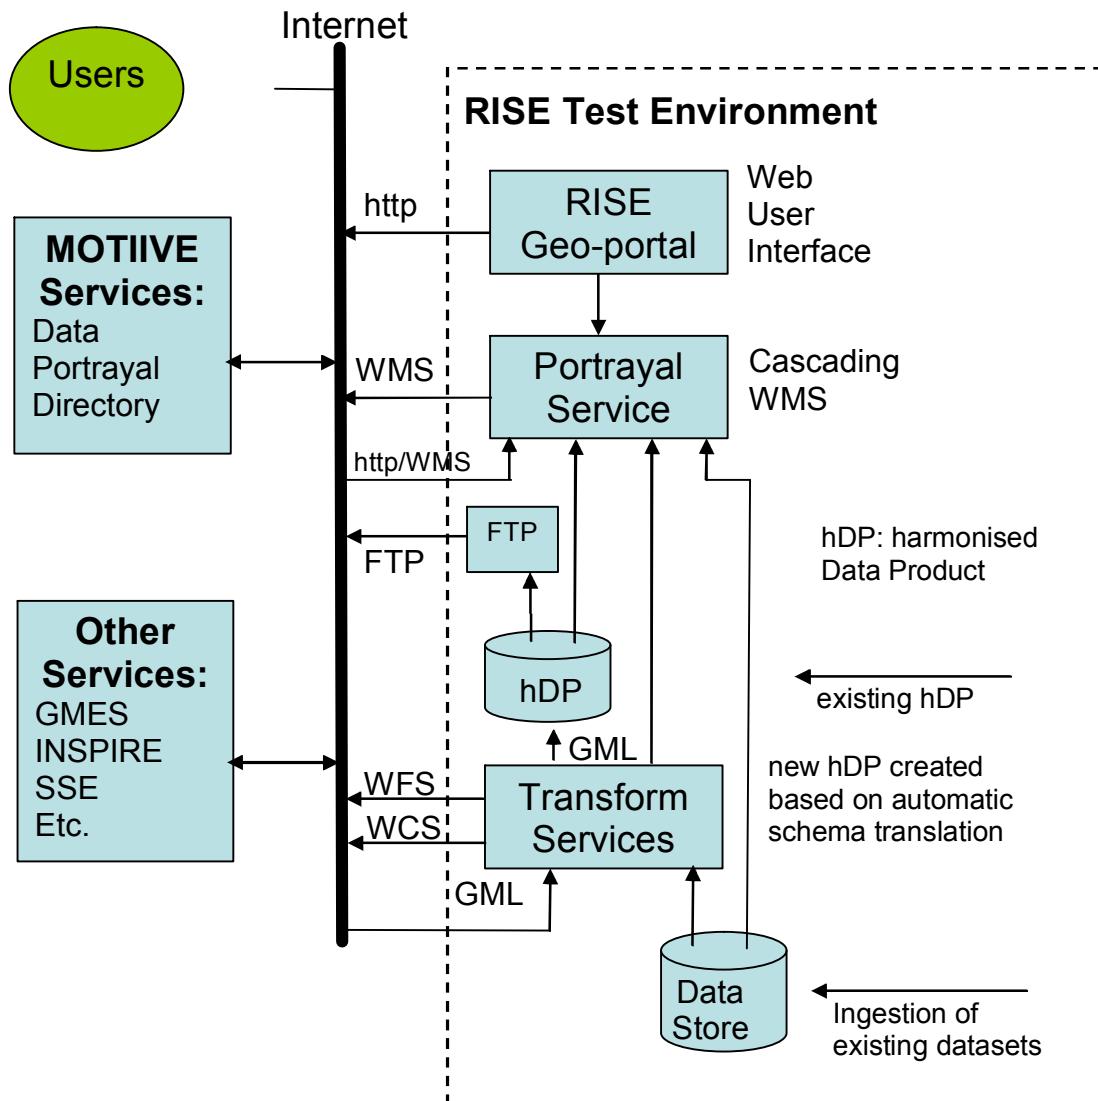 Internet
Users
RISE Test Environment
http
RISE
Geo-portal
Web
User
Interface
MOTIIVE
Services:
Data
Portrayal
Directory
WMS
Portrayal
Service
Cascading
WMS
http/WMS
FTP
FTP
hDP: harmonised
Data Product
Other
Services:
GMES
INSPIRE
SSE
Etc.
hDP
existing hDP
GML
WFS
WCS
Transform
Services
new hDP created
based on automatic
schema translation
GML
Data
Store
Ingestion of
existing datasets